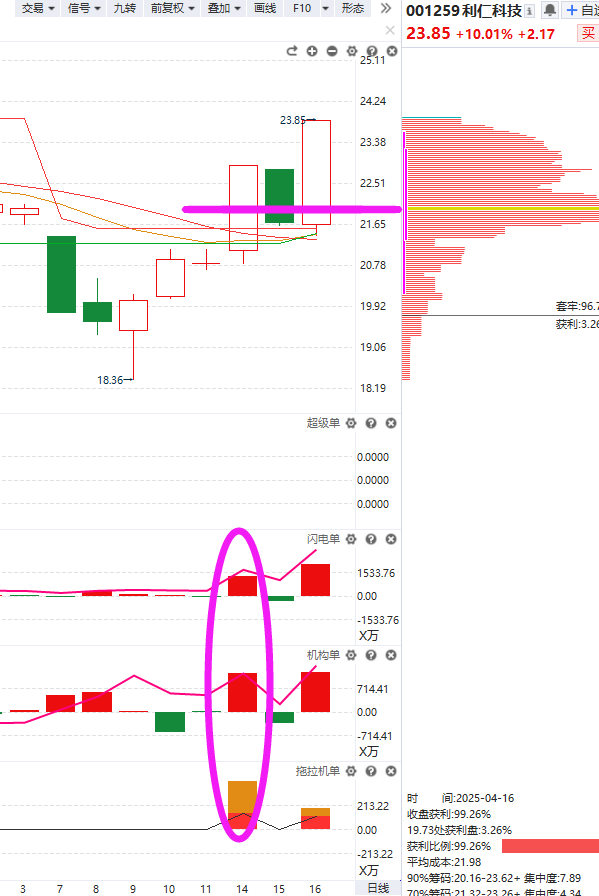 交易 信号 九转 前复权 叠加 画线 F10 形态
001259利仁科技
自选
23.85 +10.01% +2.17 买
25.11
24.24
23.85
23.38
22.51
21.65
20.78
19.92
19.06
18.36
18.19
套牢:96.7
获利:3.26
超级单
0.0000
0.0000
0.0000
闪电单
1533.76
0.00
-1533.76
X万
机构单
714.41
0.00
-714.41
X万
拖拉机单
213.22
0.00
-213.22
X万
3 7 8 9 10 11 14 15 16 日线
时 间:2025-04-16
收盘获利:99.26%
19.73处获利盘:3.26%
获利比例:99.26%
平均成本:21.98
90%筹码:20.16-23.62+ 集中度:7.89
70%筹码:21.32-23.26+ 集中度:4.34